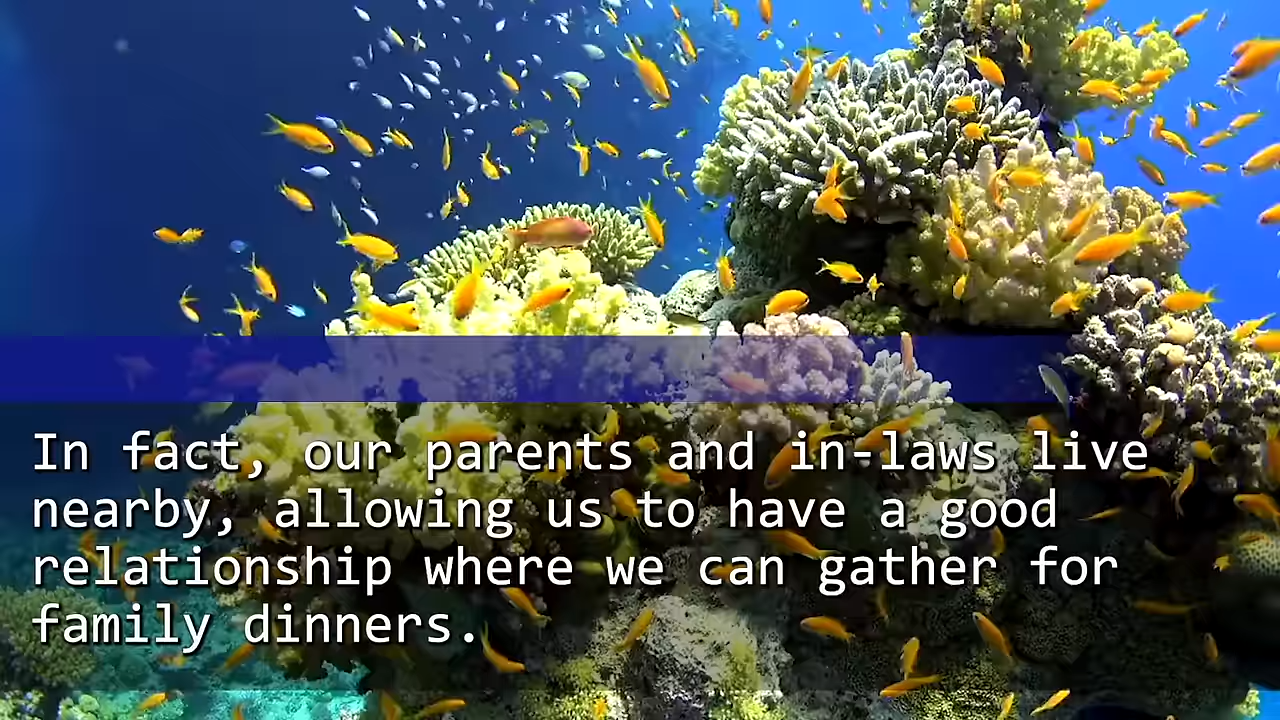 In fact, our parents and in-laws live
nearby, allowing us to have a good
relationship where we can gather for
family dinners.